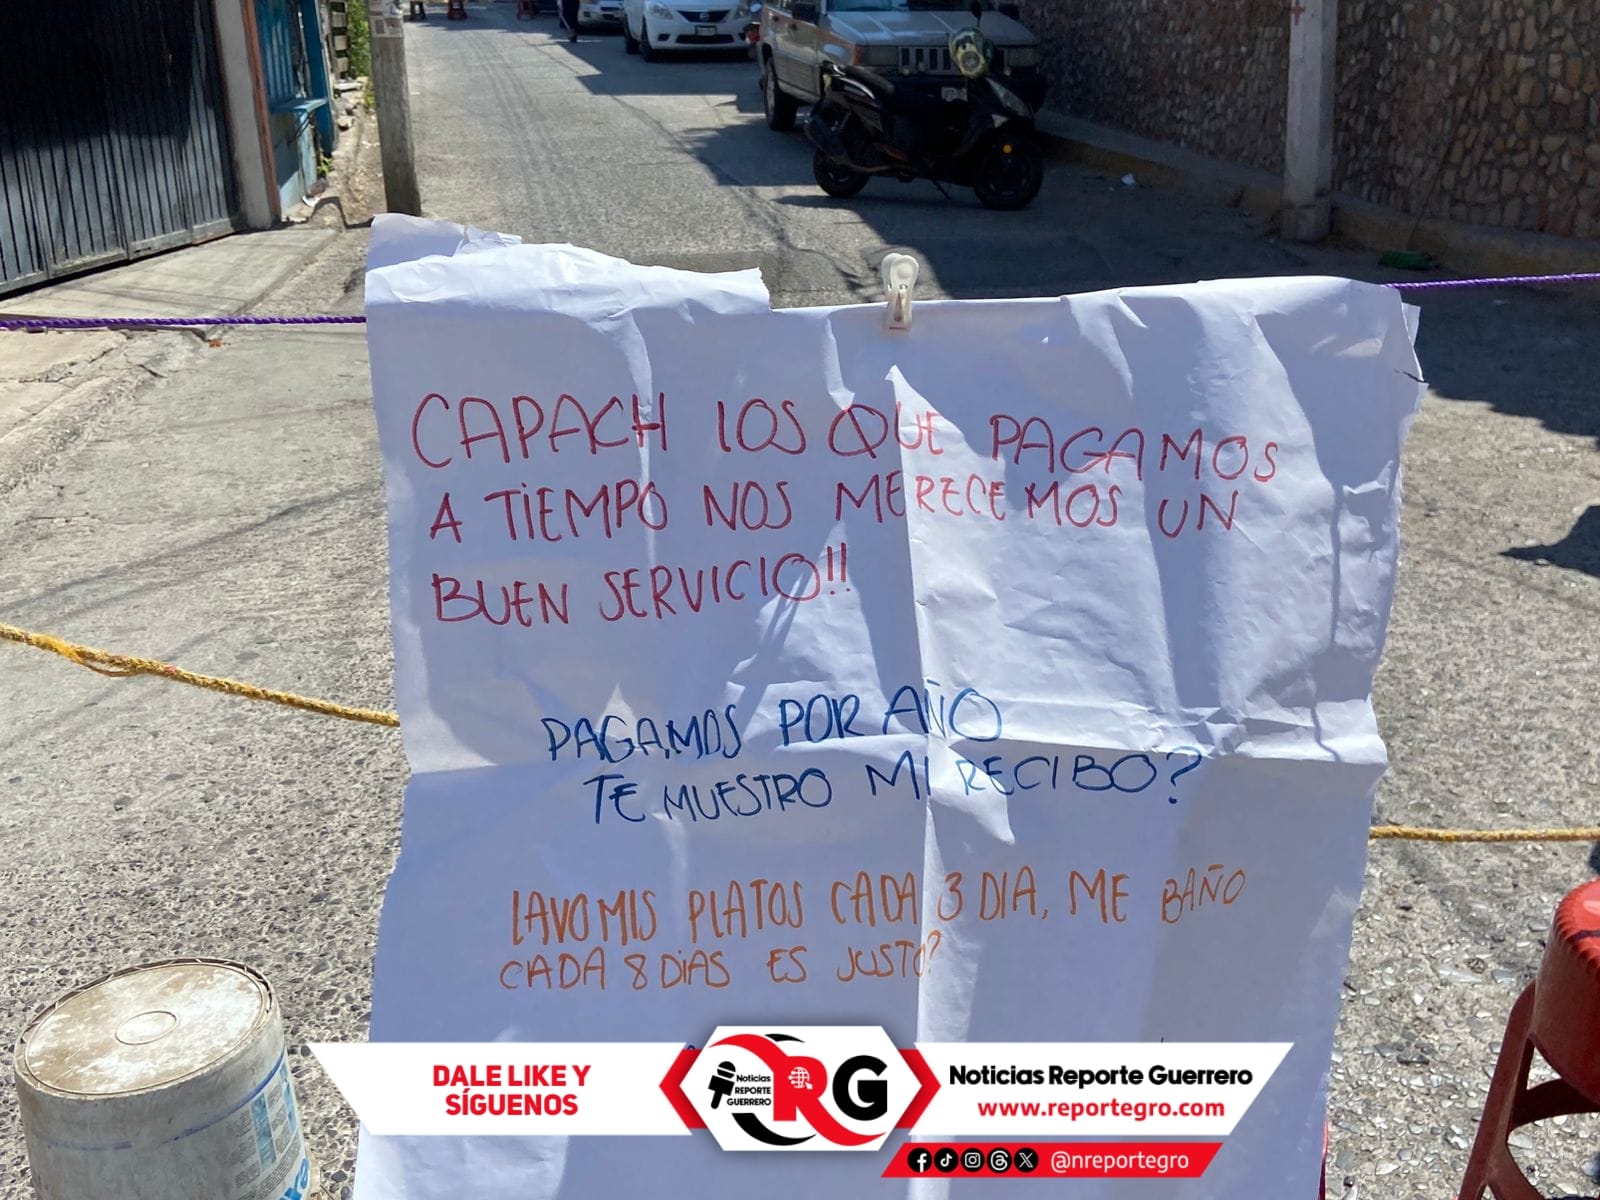 CAPACH LOS QUE PAGAMOS
A TIEMPO NOS MERECEMOS UN
BUEN SERVICIO!!
PAGAMOS POR AÑO
TE MUESTRO MI RECIBO?
LAVO MIS PLATOS CADA 3 DIA, ME BAÑO
CADA 8 DIAS ES JUSTO?
DALE LIKE Y
SÍGUENOS
Noticias
REPORTE
GUERRERO
RG
Noticias Reporte Guerrero
www.reportegro.com
@nreportegro